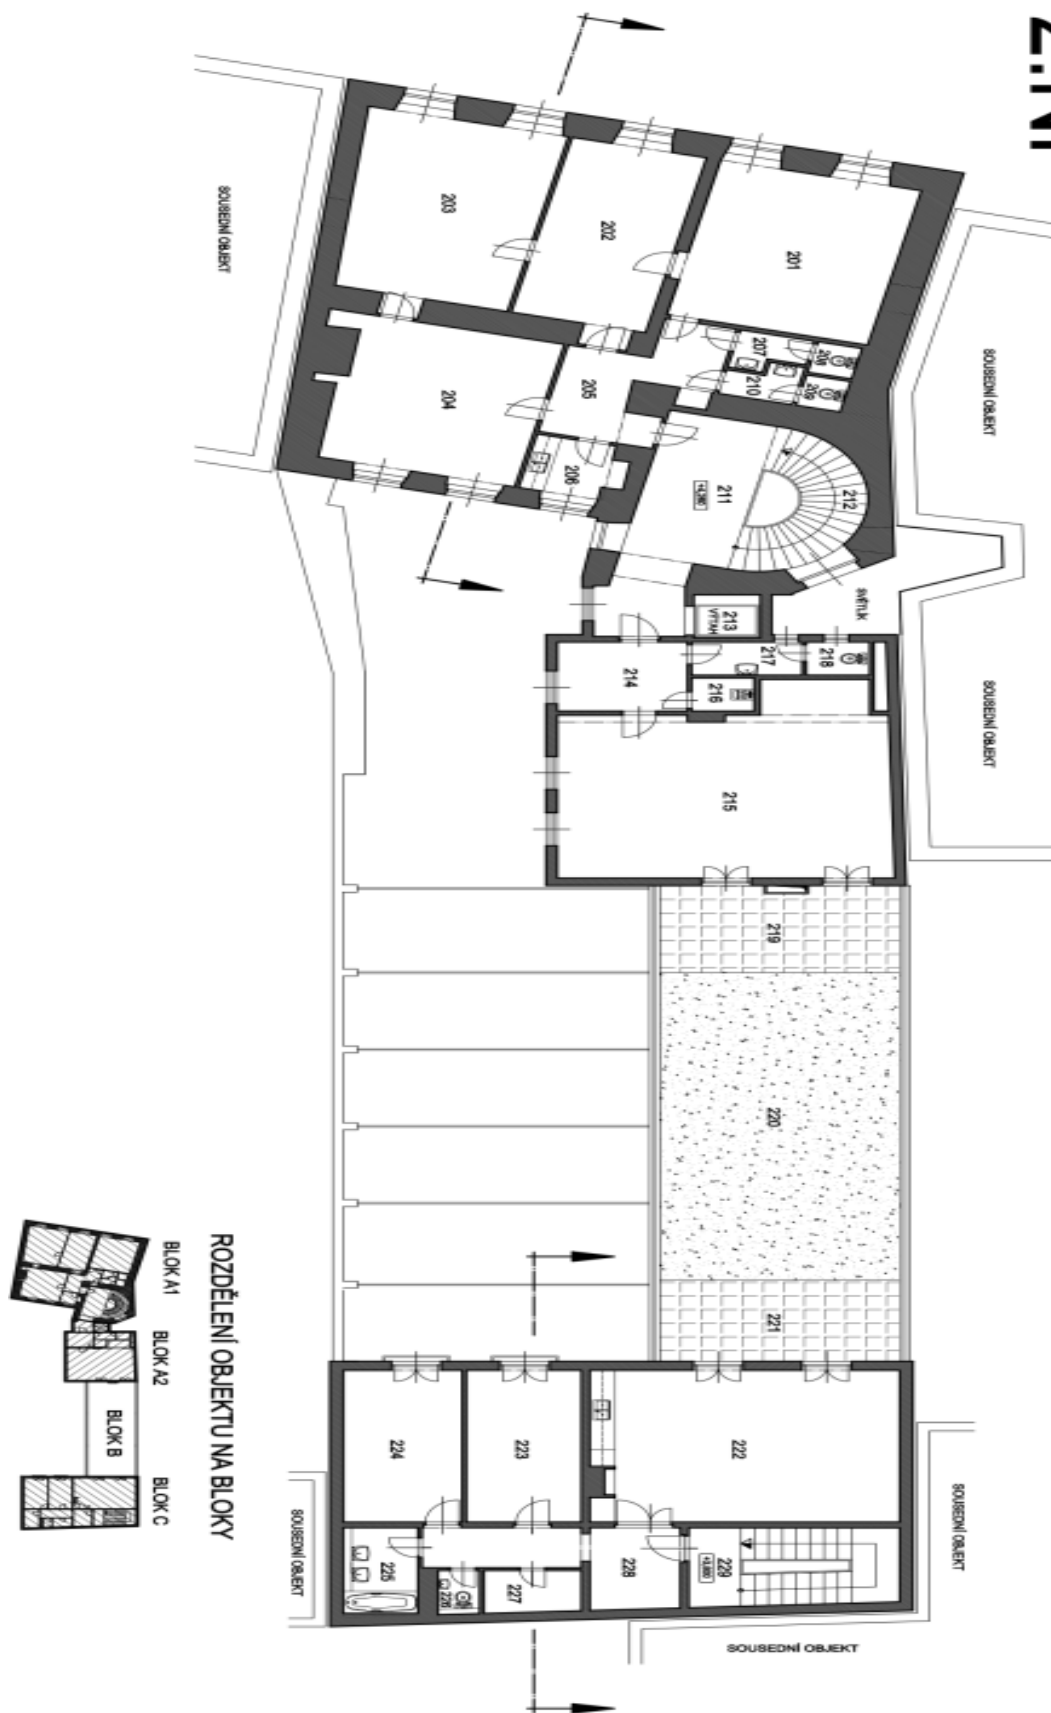 SOUSEDNÍ OBJEKT
SOUSEDNÍ OBJEKT
SOUSEDNÍ OBJEKT
201
202
203
204
205
206
207
208
209
210
211
212
SVĚTLÍK
213
VÝTAH
214
215
216
217
218
219
220
221
222
223
224
225
226
227
228
229
SOUSEDNÍ OBJEKT
SOUSEDNÍ OBJEKT
SOUSEDNÍ OBJEKT
ROZDĚLENÍ OBJEKTU NA BLOKY
BLOK A1
BLOK A2
BLOK B
BLOK C